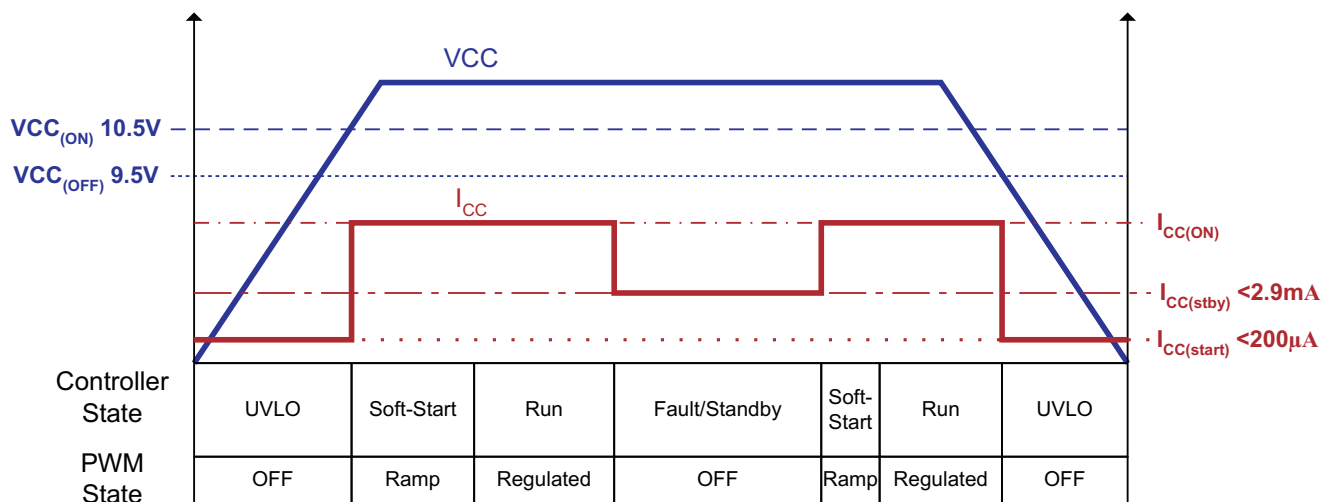 VCC
VCC(ON) 10.5V
VCC(OFF) 9.5V
ICC
ICC(ON)
ICC(stby) <2.9mA
ICC(start) <200µA
Controller
State
UVLO
Soft-Start
Run
Fault/Standby
Soft-
Start
Run
UVLO
PWM
State
OFF
Ramp
Regulated
OFF
Ramp
Regulated
OFF